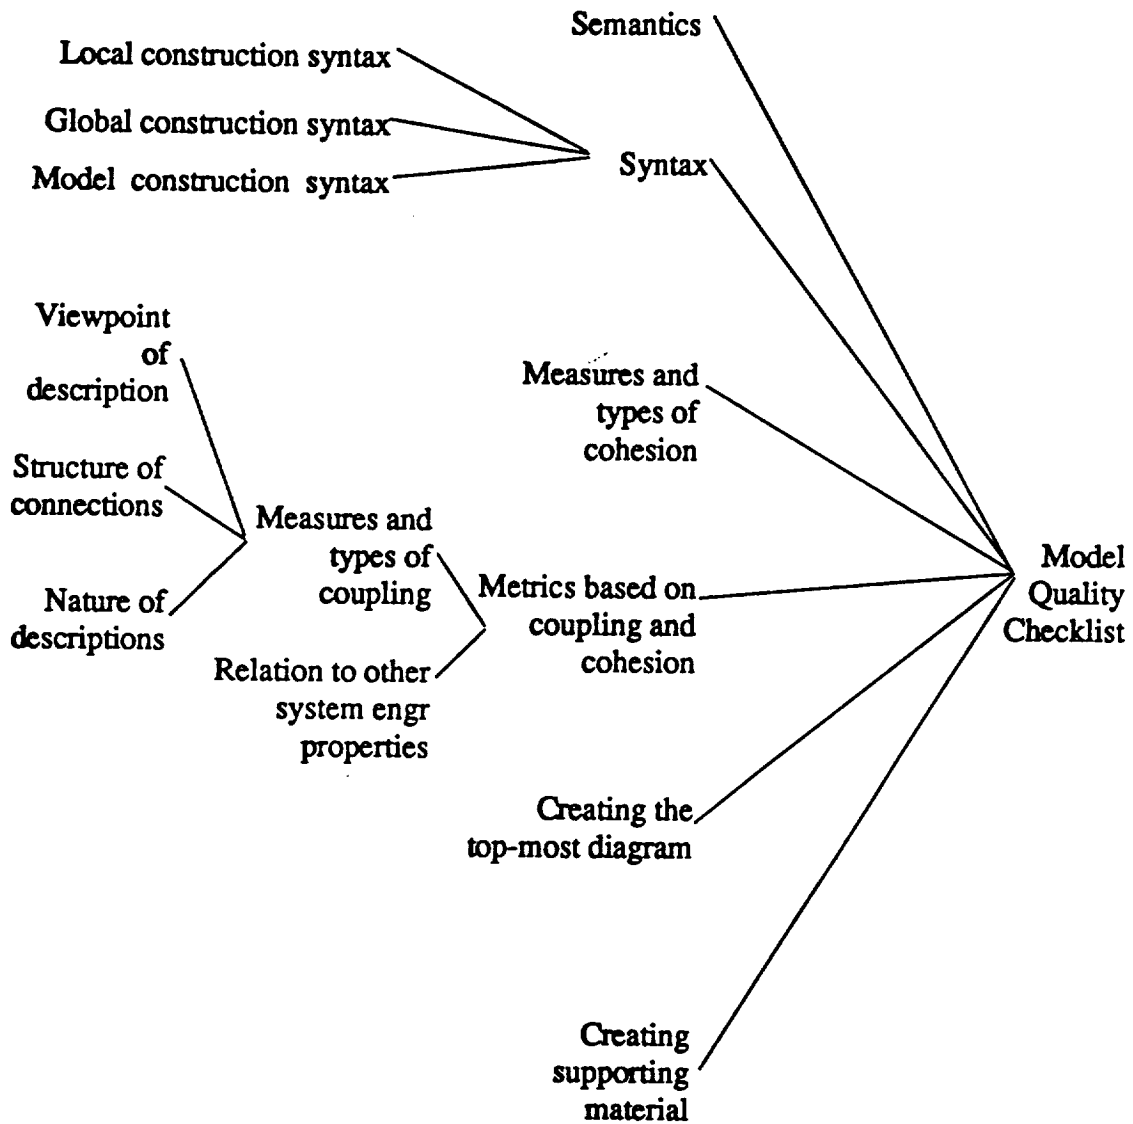 Semantics
Local construction syntax
Global construction syntax
Syntax
Model construction syntax
Viewpoint
of
description
Measures and
types of
cohesion
Structure of
connections
Measures and
types of
coupling
Nature of
descriptions
Metrics based on
coupling and
cohesion
Model
Quality
Checklist
Relation to other
system engr
properties
Creating the
top-most diagram
Creating
supporting
material